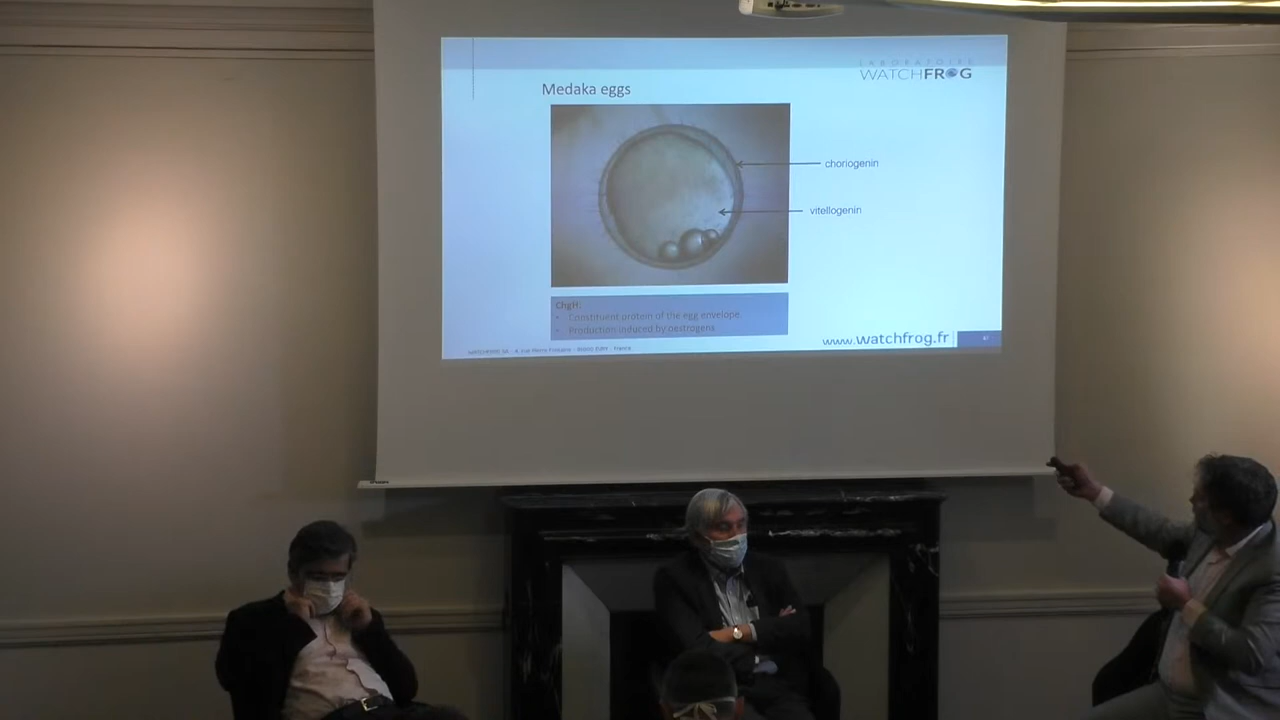 LABORATOIRE
WATCHFROG
Medaka eggs
choriogenin
vitellogenin
ChgH:
• Constituent protein of the egg envelope
• Production induced by oestrogens
www.watchfrog.fr